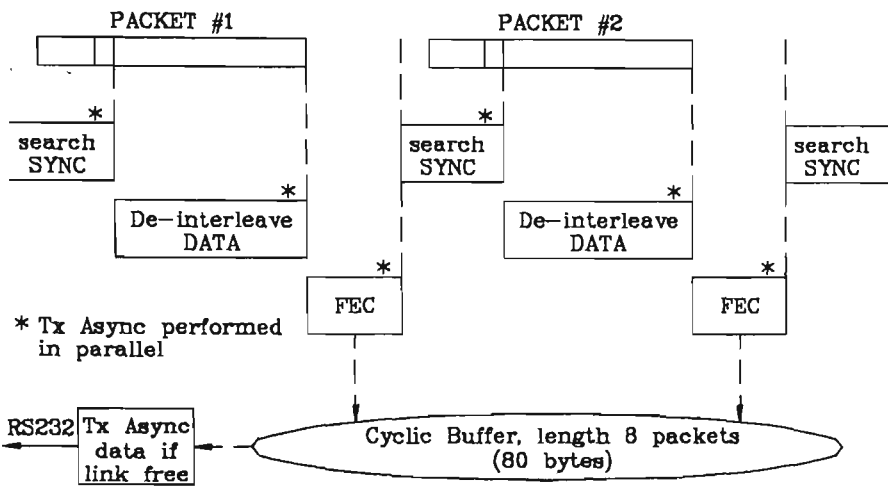 PACKET #1
PACKET #2
*
*
search
SYNC
search
SYNC
search
SYNC
*
*
De-interleave
DATA
De-interleave
DATA
*
*
FEC
FEC
* Tx Async performed
in parallel
RS232
Tx Async
data if
link free
Cyclic Buffer, length 8 packets
(80 bytes)